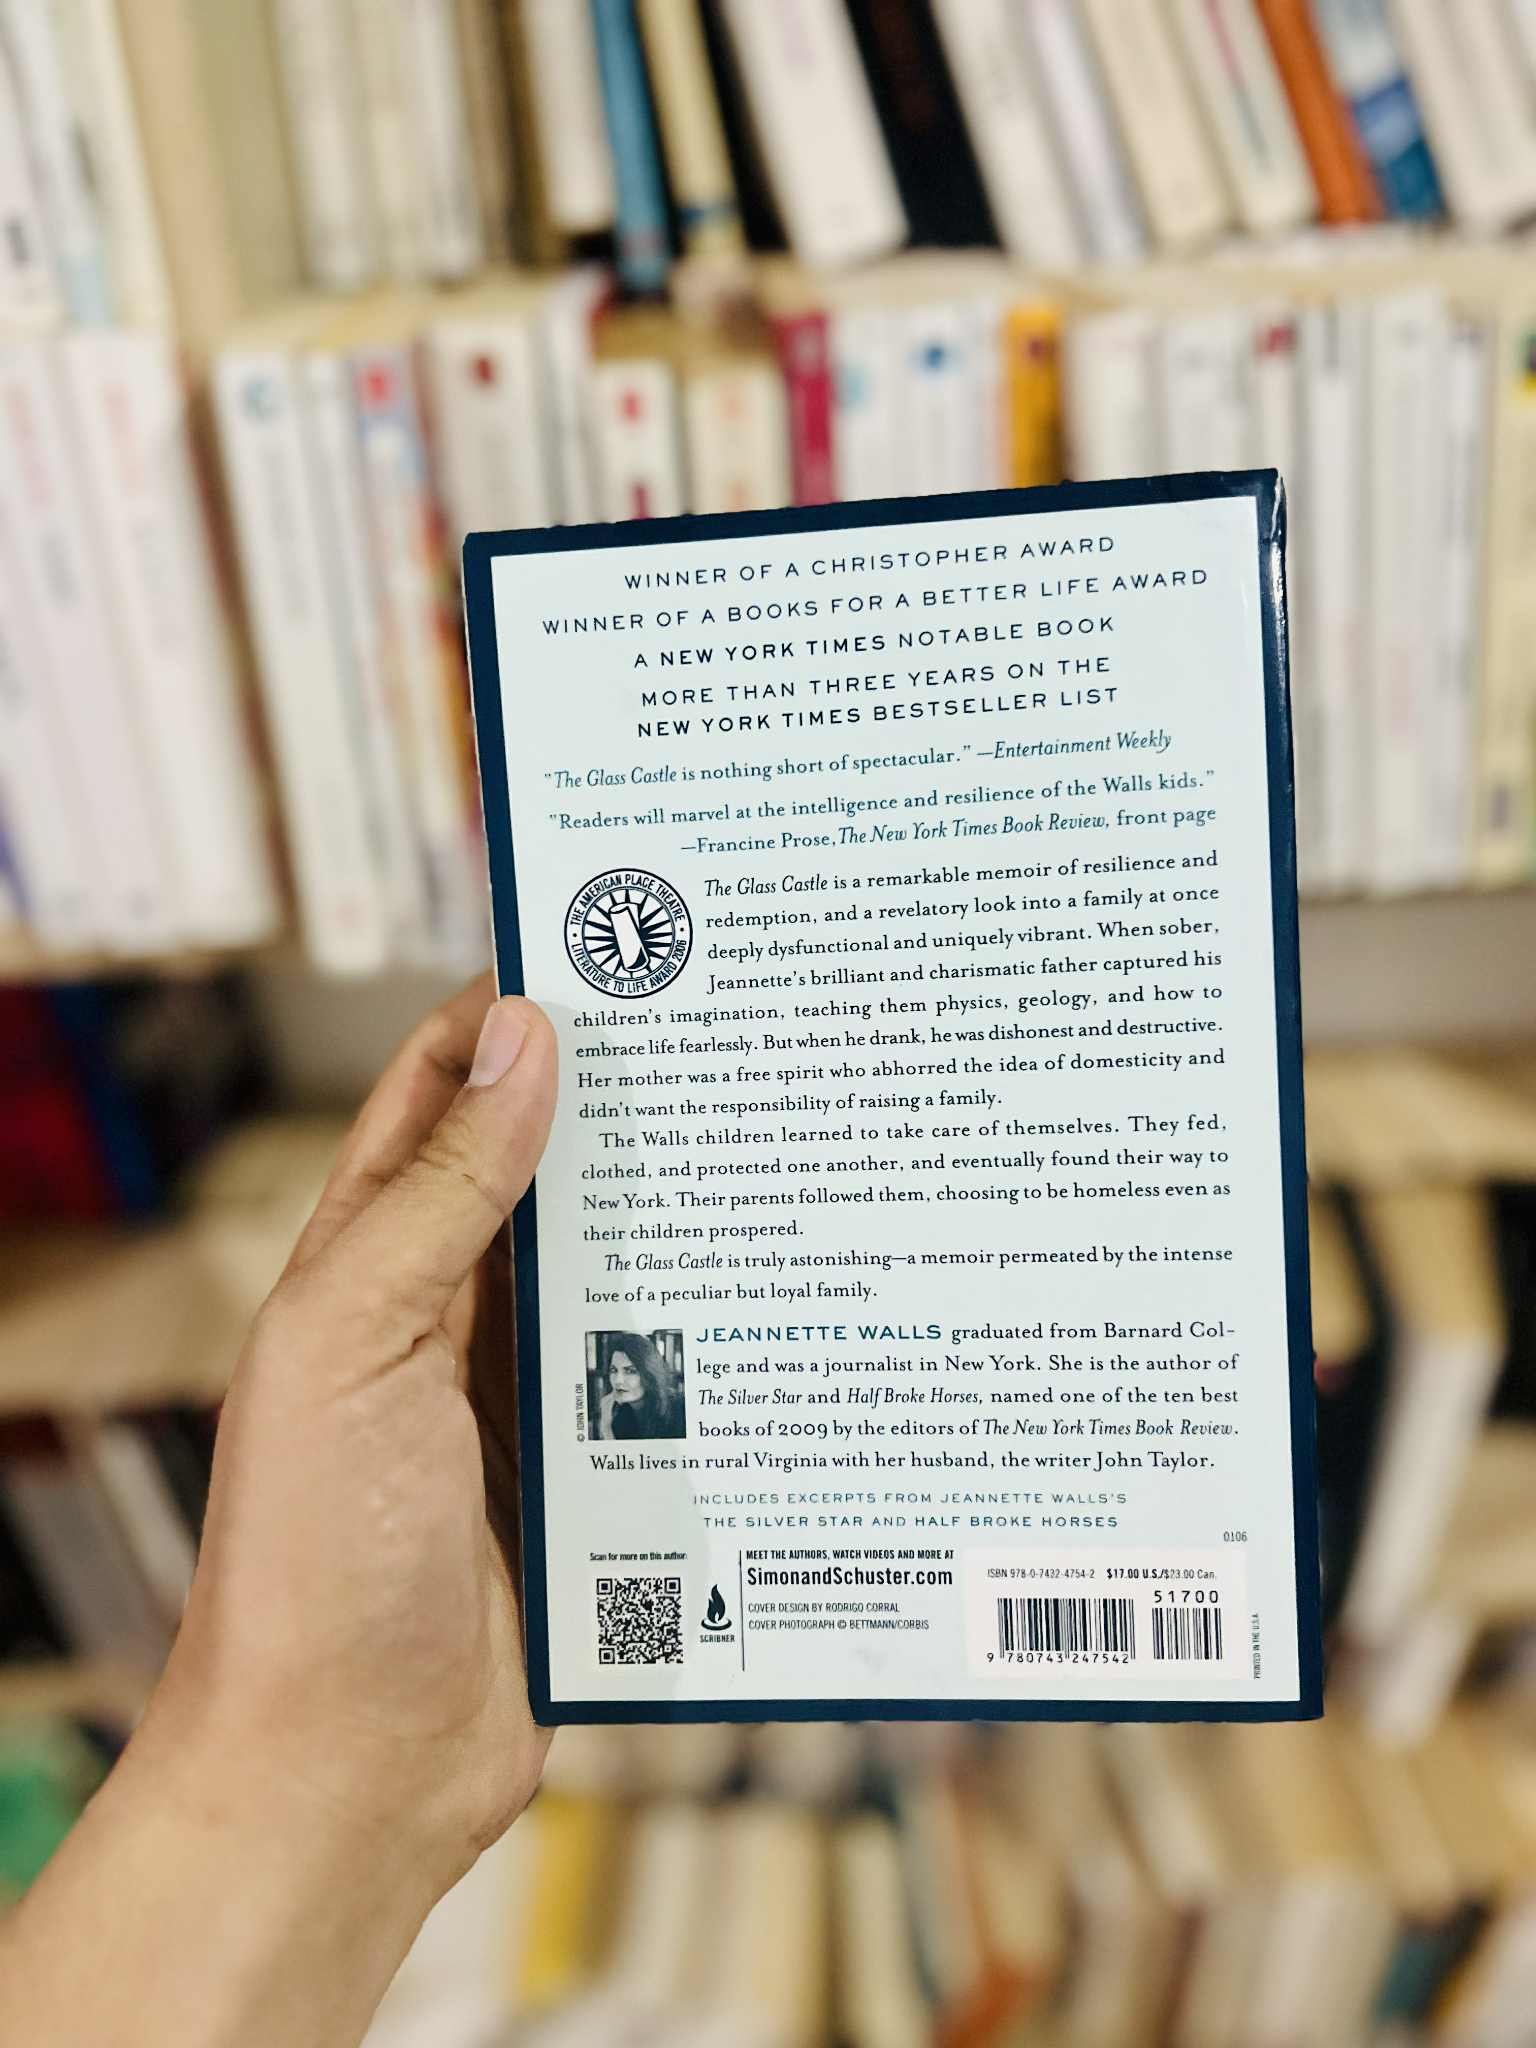 WINNER OF A CHRISTOPHER AWARD
WINNER OF A BOOKS FOR A BETTER LIFE AWARD
A NEW YORK TIMES NOTABLE BOOK
MORE THAN THREE YEARS ON THE
NEW YORK TIMES BESTSELLER LIST
"The Glass Castle is nothing short of spectacular." —Entertainment Weekly
"Readers will marvel at the intelligence and resilience of the Walls kids."
—Francine Prose, The New York Times Book Review, front page
THE AMERICAN PLACE THEATRE
LITERATURE TO LIFE AWARD 2006
The Glass Castle is a remarkable memoir of resilience and
redemption, and a revelatory look into a family at once
deeply dysfunctional and uniquely vibrant. When sober,
Jeannette's brilliant and charismatic father captured his
children's imagination, teaching them physics, geology, and how to
embrace life fearlessly. But when he drank, he was dishonest and destructive.
Her mother was a free spirit who abhorred the idea of domesticity and
didn't want the responsibility of raising a family.
The Walls children learned to take care of themselves. They fed,
clothed, and protected one another, and eventually found their way to
New York. Their parents followed them, choosing to be homeless even as
their children prospered.
The Glass Castle is truly astonishing—a memoir permeated by the intense
love of a peculiar but loyal family.
© JOHN TAYLOR
JEANNETTE WALLS graduated from Barnard Col-
lege and was a journalist in New York. She is the author of
The Silver Star and Half Broke Horses, named one of the ten best
books of 2009 by the editors of The New York Times Book Review.
Walls lives in rural Virginia with her husband, the writer John Taylor.
INCLUDES EXCERPTS FROM JEANNETTE WALLS'S
THE SILVER STAR AND HALF BROKE HORSES
0106
Scan for more on this author.
SCRIBNER
MEET THE AUTHORS, WATCH VIDEOS AND MORE AT
SimonandSchuster.com
COVER DESIGN BY RODRIGO CORRAL
COVER PHOTOGRAPH © BETTMANN/CORBIS
ISBN 978-0-7432-4754-2 $17.00 U.S./$23.00 Can.
51700
9 780743 247542
PRINTED IN THE U.S.A.